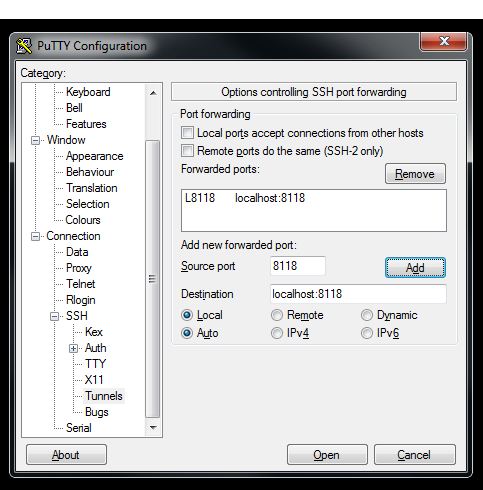 PuTTY Configuration
Category:
Keyboard
Bell
Features
Window
Appearance
Behaviour
Translation
Selection
Colours
Connection
Data
Proxy
Telnet
Rlogin
SSH
Kex
Auth
TTY
X11
Tunnels
Bugs
Serial
Options controlling SSH port forwarding
Port forwarding
Local ports accept connections from other hosts
Remote ports do the same (SSH-2 only)
Forwarded ports:
Remove
L8118 localhost:8118
Add new forwarded port:
Source port 8118 Add
Destination localhost:8118
Local Remote Dynamic
Auto IPv4 IPv6
About Open Cancel